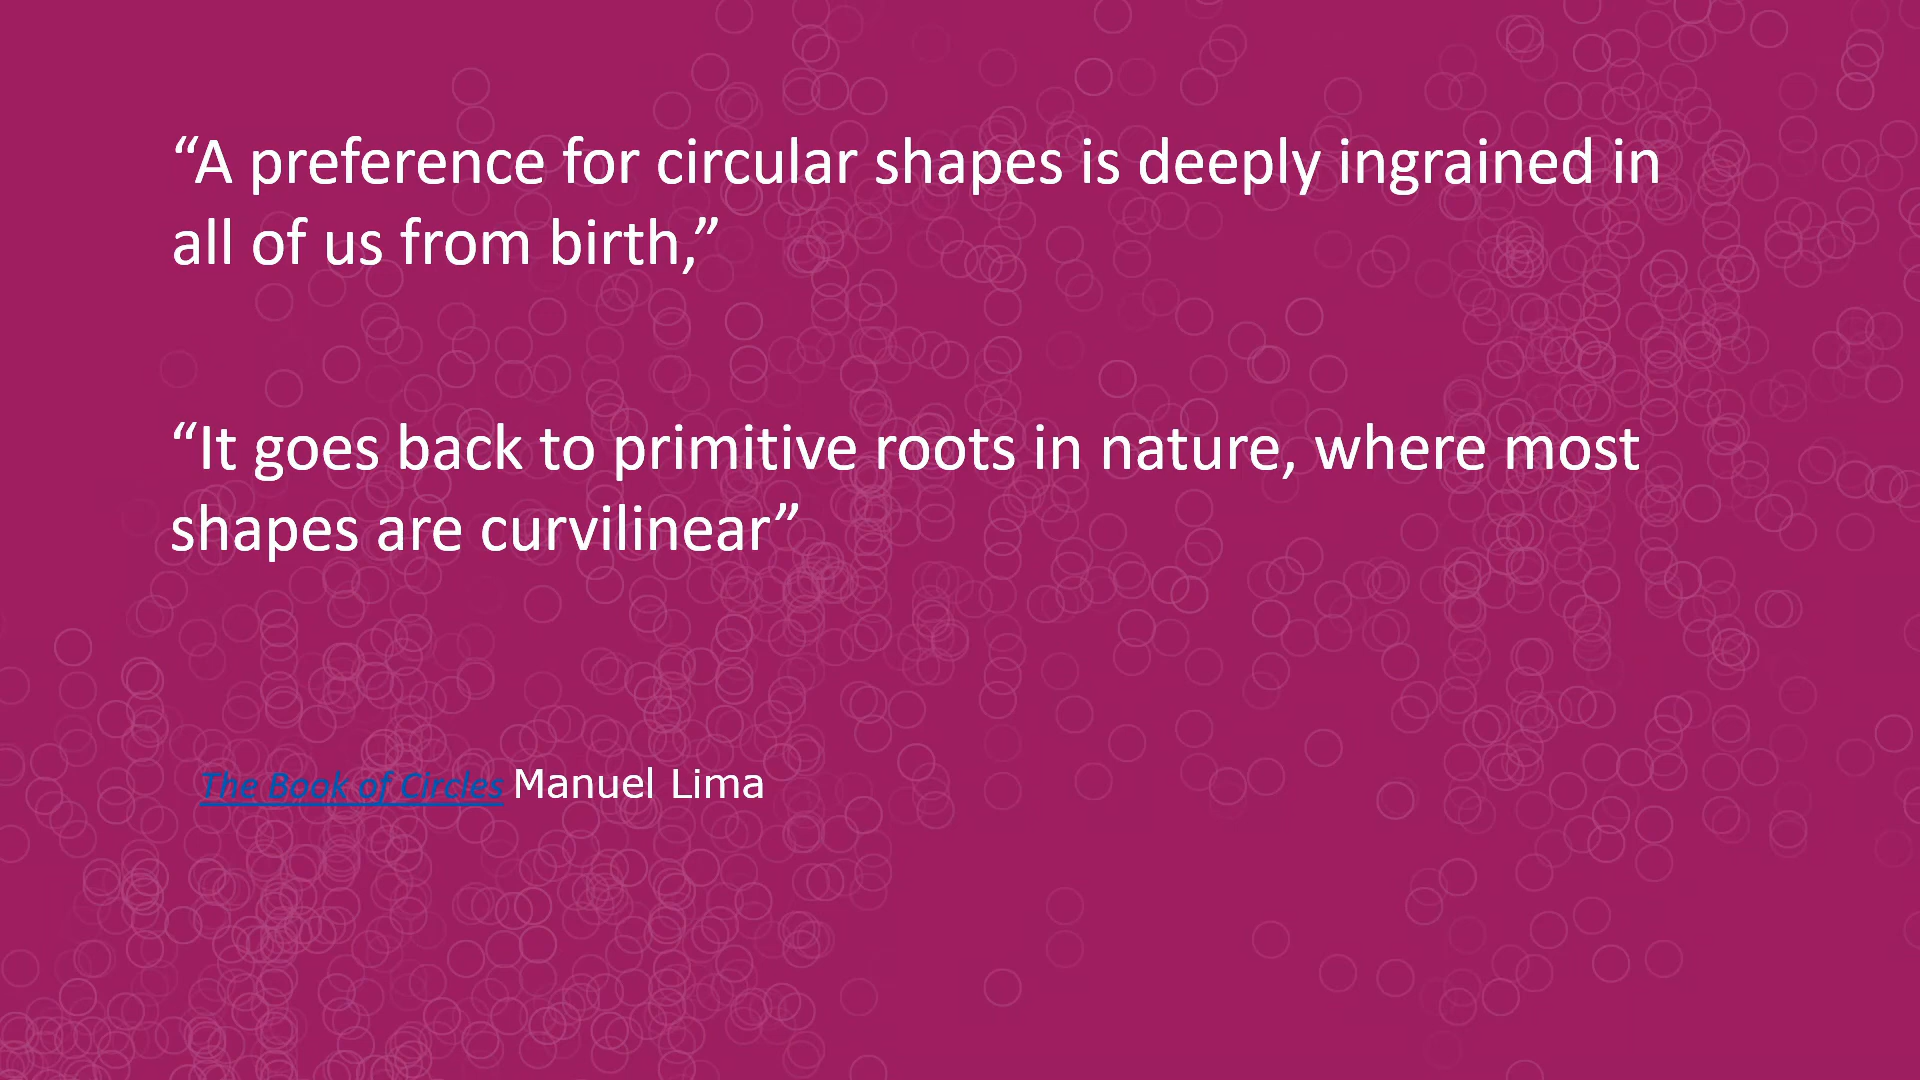 “A preference for circular shapes is deeply ingrained in
all of us from birth,”
“It goes back to primitive roots in nature, where most
shapes are curvilinear”
The Book of Circles Manuel Lima